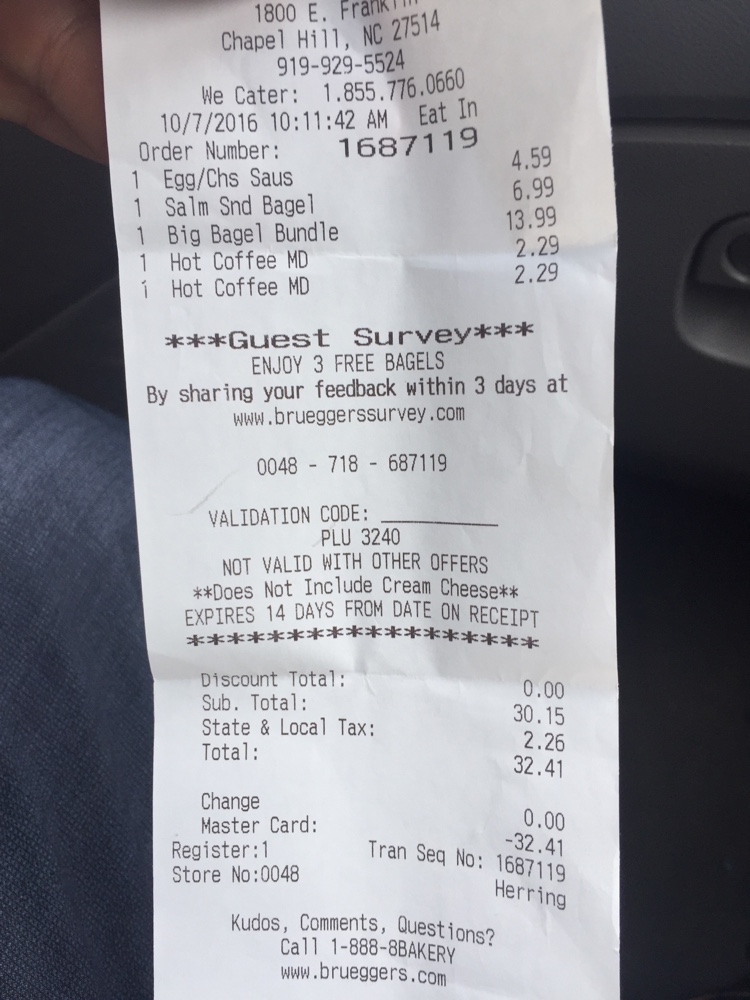 1800 E. Franklin
Chapel Hill, NC 27514
919-929-5524
We Cater: 1.855.776.0660
10/7/2016 10:11:42 AM Eat In
Order Number: 1687119
1 Egg/Chs Saus 4.59
1 Salm Snd Bagel 6.99
1 Big Bagel Bundle 13.99
1 Hot Coffee MD 2.29
1 Hot Coffee MD 2.29
***Guest Survey***
ENJOY 3 FREE BAGELS
By sharing your feedback within 3 days at
www.brueggerssurvey.com
0048 - 718 - 687119
VALIDATION CODE: __________
PLU 3240
NOT VALID WITH OTHER OFFERS
**Does Not Include Cream Cheese**
EXPIRES 14 DAYS FROM DATE ON RECEIPT
******************
Discount Total: 0.00
Sub. Total: 30.15
State & Local Tax: 2.26
Total: 32.41
Change 0.00
Master Card: -32.41
Register:1 Tran Seq No: 1687119
Store No:0048 Herring
Kudos, Comments, Questions?
Call 1-888-8BAKERY
www.brueggers.com